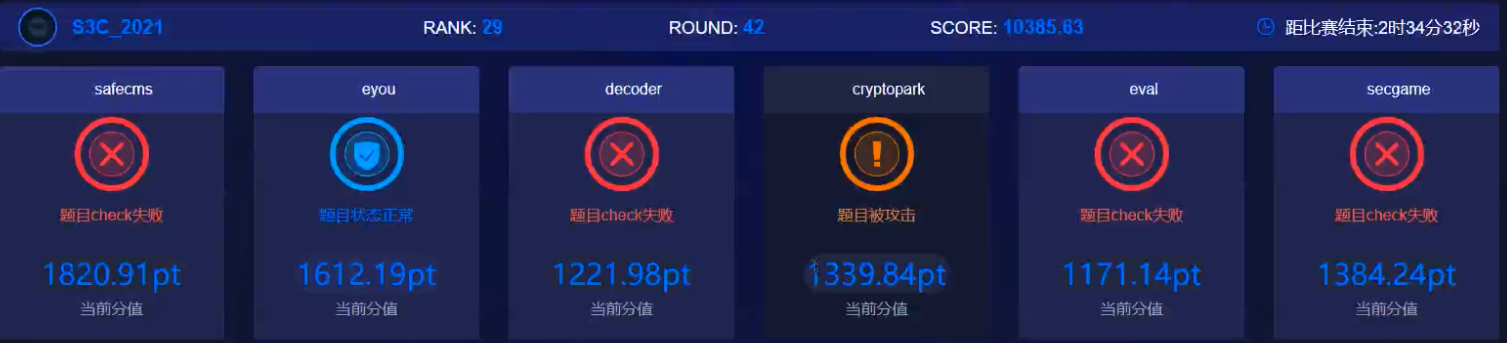 S3C_2021 RANK: 29 ROUND: 42 SCORE: 10385.63 距比赛结束:2时34分32秒
safecms eyou decoder cryptopark eval secgame
题目check失败 题目状态正常 题目check失败 题目被攻击 题目check失败 题目check失败
1820.91pt 1612.19pt 1221.98pt 1339.84pt 1171.14pt 1384.24pt
当前分值 当前分值 当前分值 当前分值 当前分值 当前分值